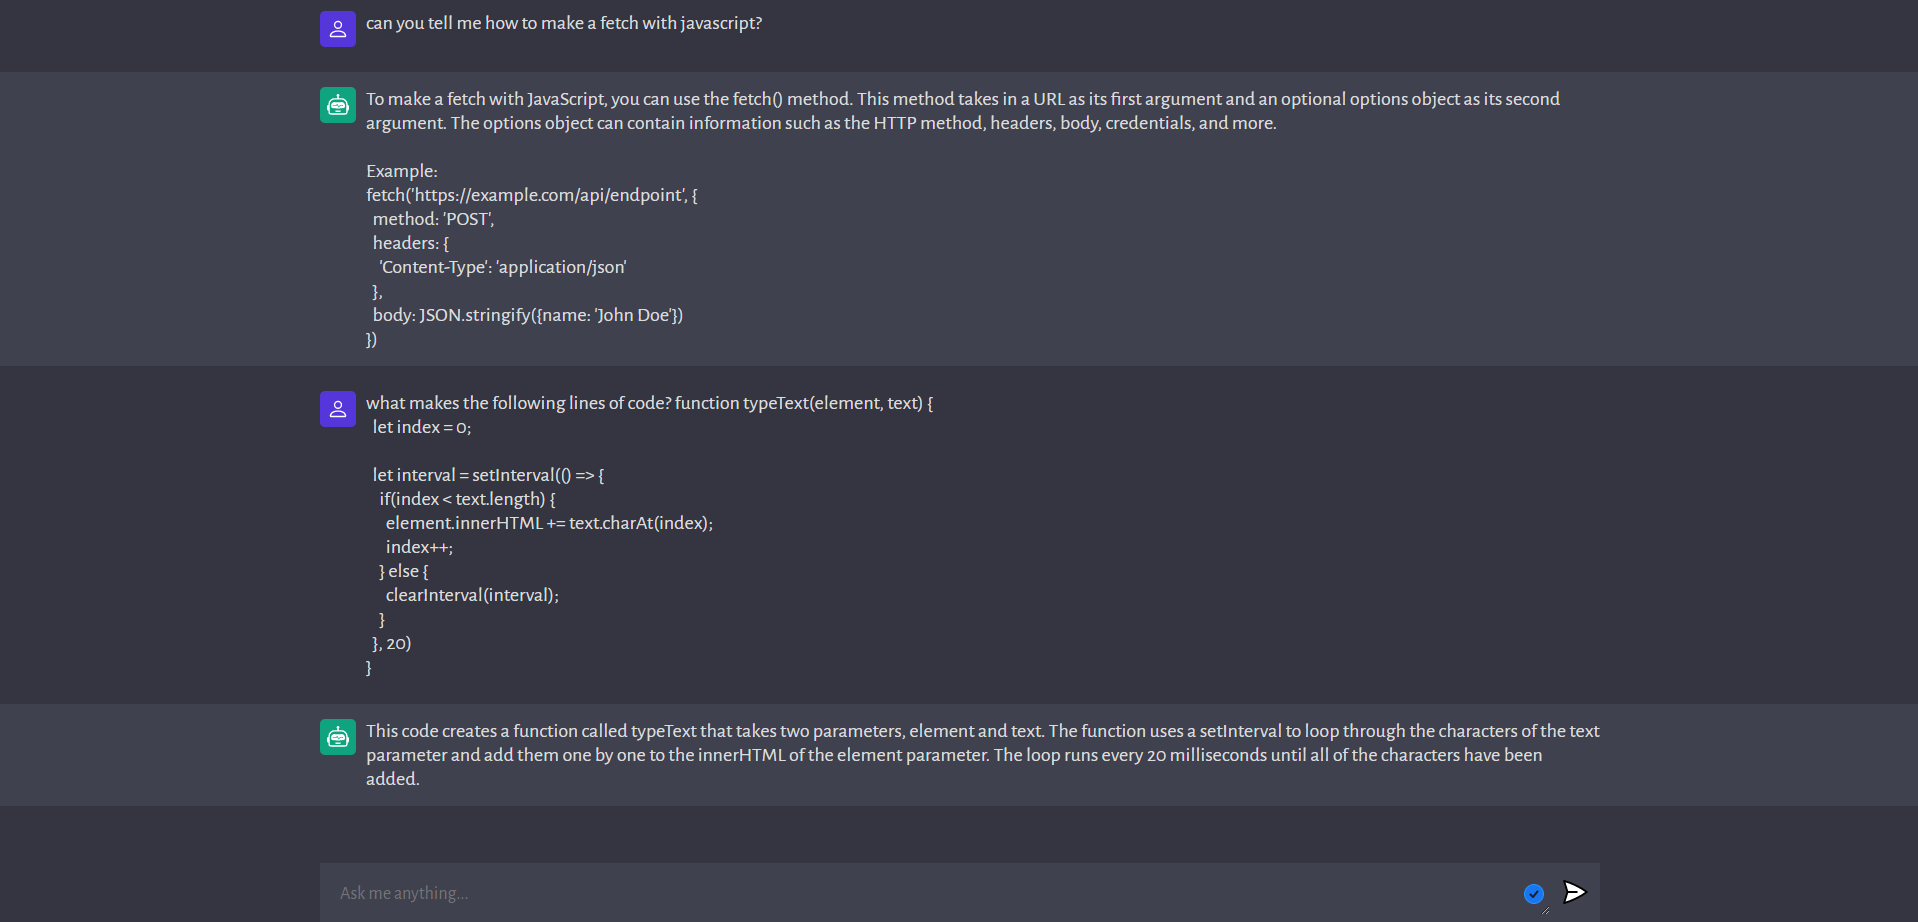 can you tell me how to make a fetch with javascript?
To make a fetch with JavaScript, you can use the fetch() method. This method takes in a URL as its first argument and an optional options object as its second
argument. The options object can contain information such as the HTTP method, headers, body, credentials, and more.
Example:
fetch('https://example.com/api/endpoint', {
  method: 'POST',
  headers: {
    'Content-Type': 'application/json'
  },
  body: JSON.stringify({name: 'John Doe'})
})
what makes the following lines of code? function typeText(element, text) {
  let index = 0;
  let interval = setInterval(() => {
    if(index < text.length) {
      element.innerHTML += text.charAt(index);
      index++;
    } else {
      clearInterval(interval);
    }
  }, 20)
}
This code creates a function called typeText that takes two parameters, element and text. The function uses a setInterval to loop through the characters of the text
parameter and add them one by one to the innerHTML of the element parameter. The loop runs every 20 milliseconds until all of the characters have been
added.
Ask me anything...